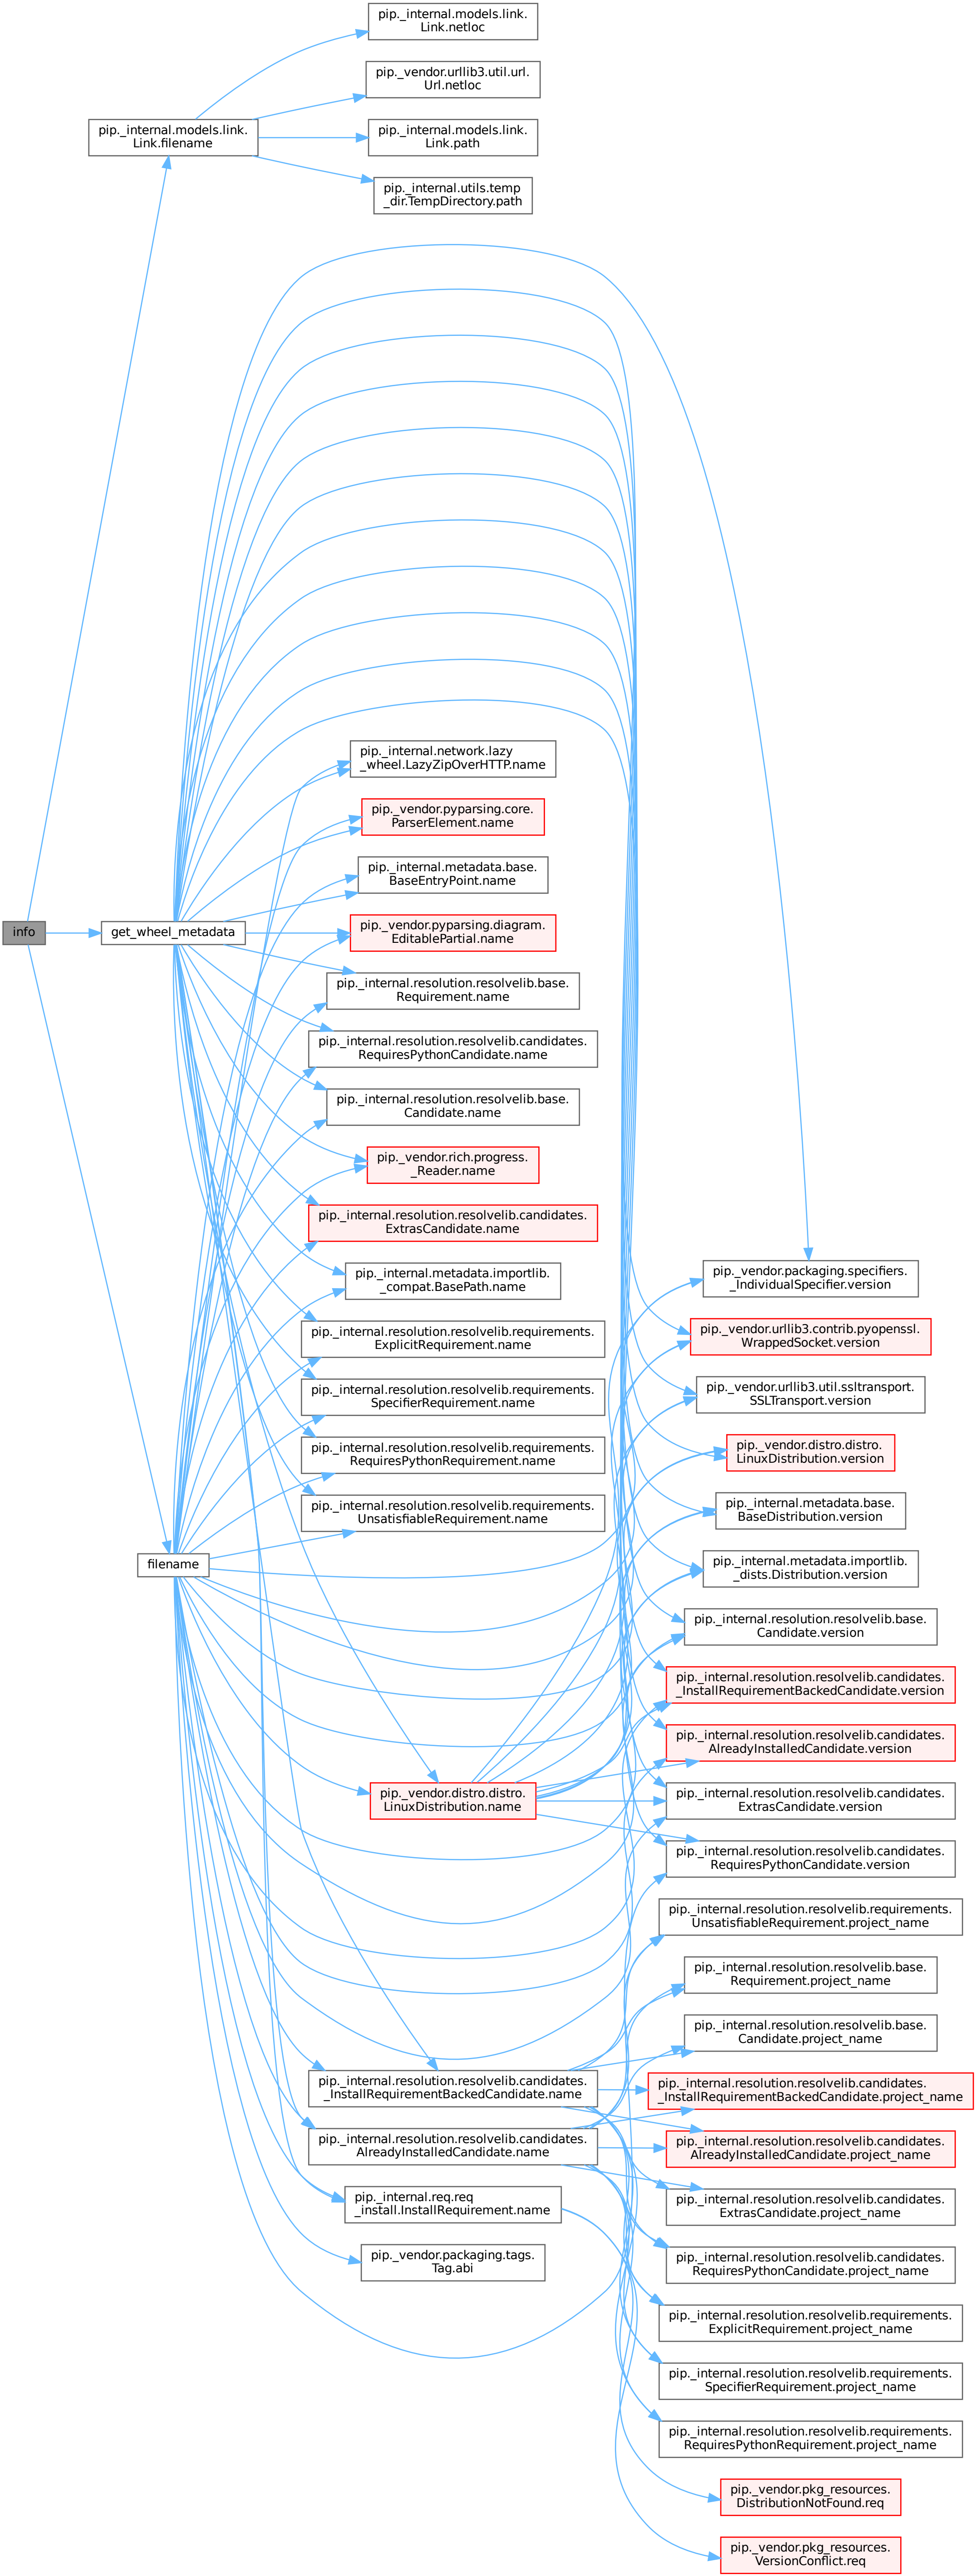 pip._internal.models.link.
Link.netloc
pip._vendor.urllib3.util.url.
Url.netloc
pip._internal.models.link.
Link.filename
pip._internal.models.link.
Link.path
pip._internal.utils.temp
_dir.TempDirectory.path
pip._internal.network.lazy
_wheel.LazyZipOverHTTP.name
pip._vendor.pyparsing.core.
ParserElement.name
pip._internal.metadata.base.
BaseEntryPoint.name
info
get_wheel_metadata
pip._vendor.pyparsing.diagram.
EditablePartial.name
pip._internal.resolution.resolvelib.base.
Requirement.name
pip._internal.resolution.resolvelib.candidates.
RequiresPythonCandidate.name
pip._internal.resolution.resolvelib.base.
Candidate.name
pip._vendor.rich.progress.
_Reader.name
pip._internal.resolution.resolvelib.candidates.
ExtrasCandidate.name
pip._internal.metadata.importlib.
_compat.BasePath.name
pip._vendor.packaging.specifiers.
_IndividualSpecifier.version
pip._internal.resolution.resolvelib.requirements.
ExplicitRequirement.name
pip._vendor.urllib3.contrib.pyopenssl.
WrappedSocket.version
pip._internal.resolution.resolvelib.requirements.
SpecifierRequirement.name
pip._vendor.urllib3.util.ssltransport.
SSLTransport.version
pip._internal.resolution.resolvelib.requirements.
RequiresPythonRequirement.name
pip._vendor.distro.distro.
LinuxDistribution.version
pip._internal.resolution.resolvelib.requirements.
UnsatisfiableRequirement.name
pip._internal.metadata.base.
BaseDistribution.version
filename
pip._internal.metadata.importlib.
_dists.Distribution.version
pip._internal.resolution.resolvelib.base.
Candidate.version
pip._internal.resolution.resolvelib.candidates.
_InstallRequirementBackedCandidate.version
pip._internal.resolution.resolvelib.candidates.
AlreadyInstalledCandidate.version
pip._vendor.distro.distro.
LinuxDistribution.name
pip._internal.resolution.resolvelib.candidates.
ExtrasCandidate.version
pip._internal.resolution.resolvelib.candidates.
RequiresPythonCandidate.version
pip._internal.resolution.resolvelib.requirements.
UnsatisfiableRequirement.project_name
pip._internal.resolution.resolvelib.base.
Requirement.project_name
pip._internal.resolution.resolvelib.base.
Candidate.project_name
pip._internal.resolution.resolvelib.candidates.
_InstallRequirementBackedCandidate.name
pip._internal.resolution.resolvelib.candidates.
_InstallRequirementBackedCandidate.project_name
pip._internal.resolution.resolvelib.candidates.
AlreadyInstalledCandidate.name
pip._internal.resolution.resolvelib.candidates.
AlreadyInstalledCandidate.project_name
pip._internal.req.req
_install.InstallRequirement.name
pip._internal.resolution.resolvelib.candidates.
ExtrasCandidate.project_name
pip._vendor.packaging.tags.
Tag.abi
pip._internal.resolution.resolvelib.candidates.
RequiresPythonCandidate.project_name
pip._internal.resolution.resolvelib.requirements.
ExplicitRequirement.project_name
pip._internal.resolution.resolvelib.requirements.
SpecifierRequirement.project_name
pip._internal.resolution.resolvelib.requirements.
RequiresPythonRequirement.project_name
pip._vendor.pkg_resources.
DistributionNotFound.req
pip._vendor.pkg_resources.
VersionConflict.req